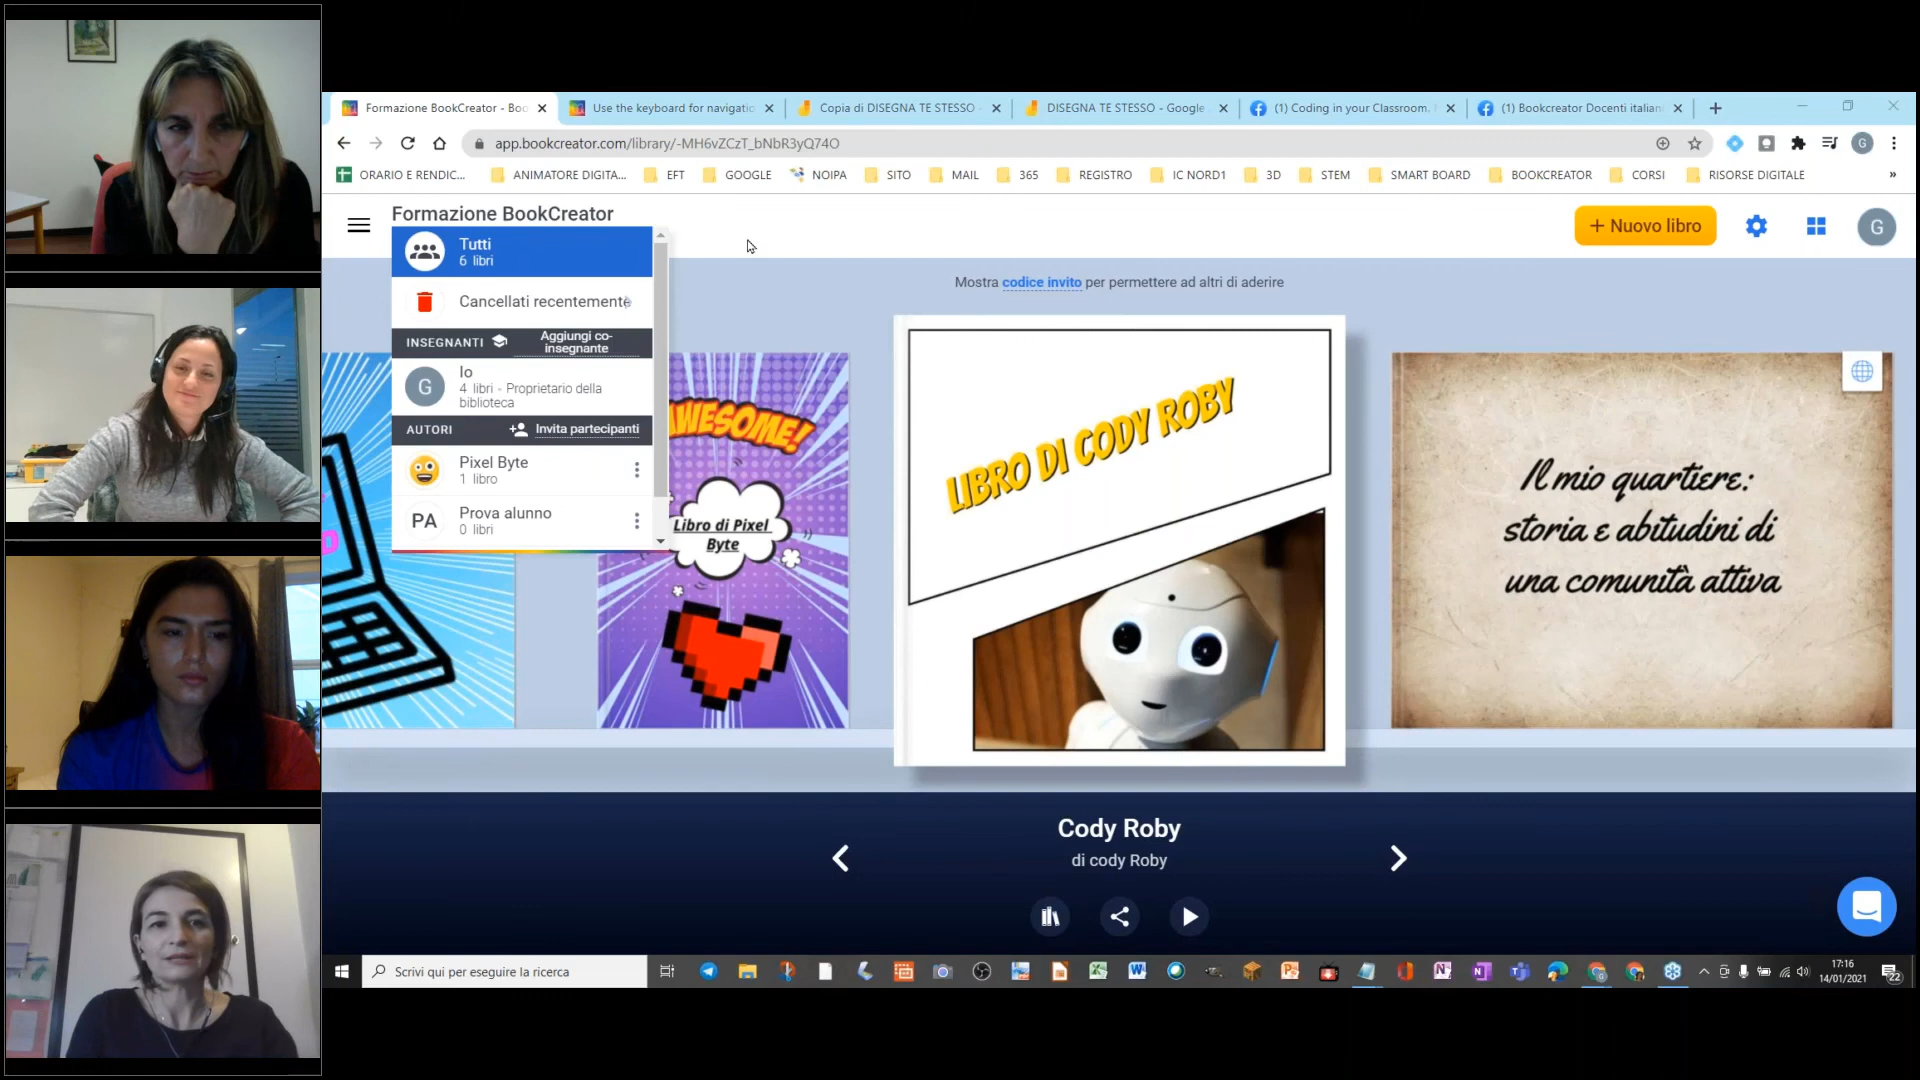 Formazione BookCreator - Boo
Use the keyboard for navigatio
Copia di DISEGNA TE STESSO -
DISEGNA TE STESSO - Google
(1) Coding in your Classroom,
(1) Bookcreator Docenti italian
app.bookcreator.com/library/-MH6vZCzT_bNbR3yQ74O
G
ORARIO E RENDIC...
ANIMATORE DIGITA...
EFT
GOOGLE
NOIPA
SITO
MAIL
365
REGISTRO
IC NORD1
3D
STEM
SMART BOARD
BOOKCREATOR
CORSI
RISORSE DIGITALE
»
Formazione BookCreator
+ Nuovo libro
G
Tutti
6 libri
Cancellati recentemente
INSEGNANTI
Aggiungi co-
insegnante
G
Io
4 libri - Proprietario della
biblioteca
AUTORI
Invita partecipanti
Pixel Byte
1 libro
PA
Prova alunno
0 libri
Mostra codice invito per permettere ad altri di aderire
AWESOME!
Libro di Pixel
Byte
LIBRO DI CODY ROBY
Il mio quartiere:
storia e abitudini di
una comunità attiva
Cody Roby
di cody Roby
Scrivi qui per eseguire la ricerca
17:16
14/01/2021
22